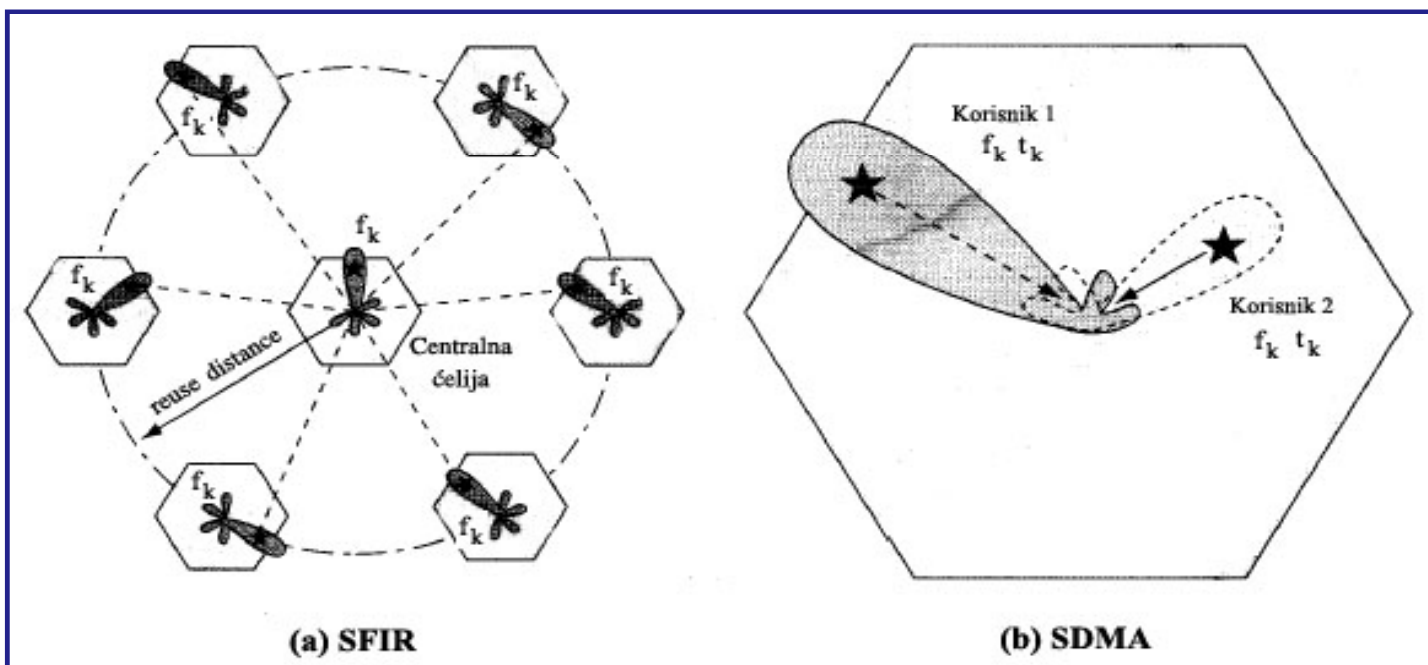 f_k
f_k
f_k
f_k
f_k
Centralna
ćelija
reuse distance
f_k
f_k
(a) SFIR
Korisnik 1
f_k t_k
Korisnik 2
f_k t_k
(b) SDMA